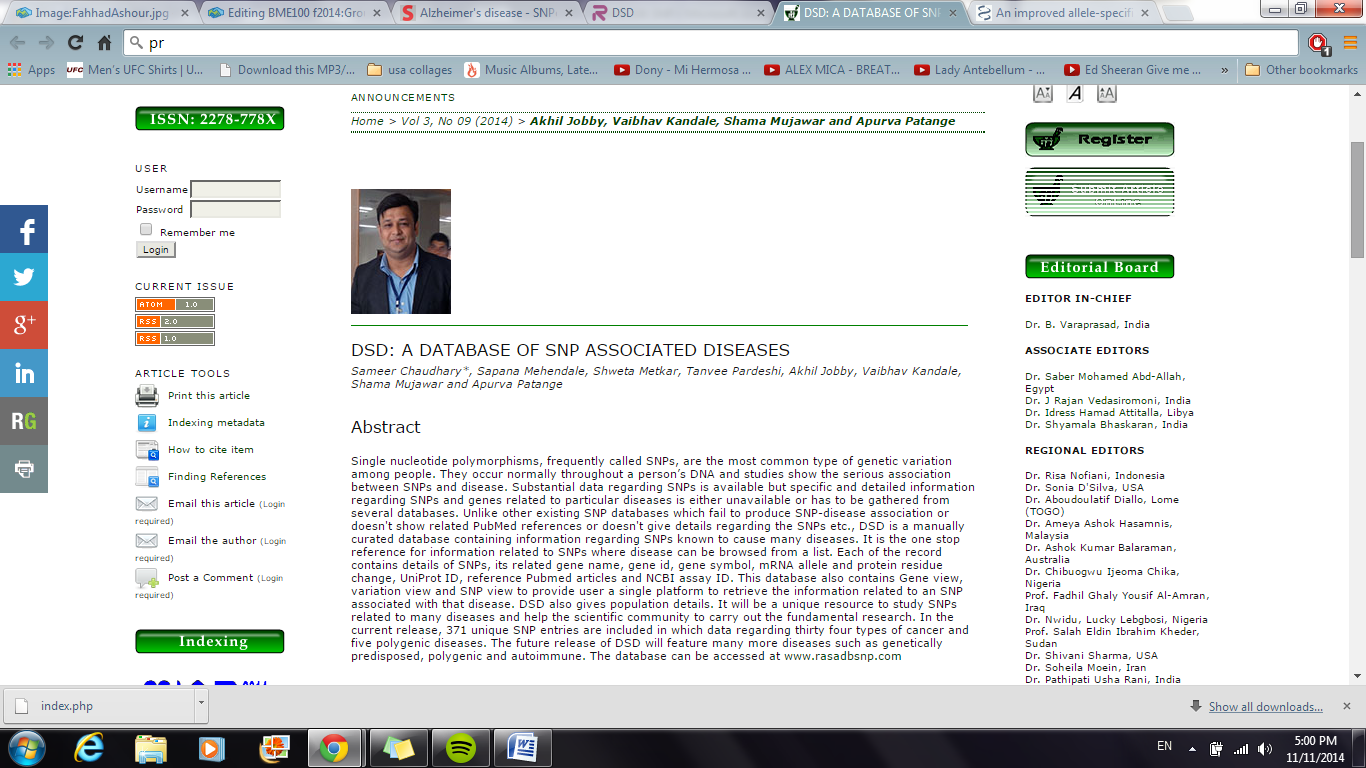 Image:FahhadAshour.jpg
Editing BME100 f2014:Gro
Alzheimer's disease - SNP
DSD
DSD: A DATABASE OF SN
An improved allele-specifi
pr
1
Apps
UFC Men's UFC Shirts | U...
Download this MP3/...
usa collages
Music Albums, Late...
Dony - Mi Hermosa ...
ALEX MICA - BREAT...
Lady Antebellum - ...
Ed Sheeran Give me ...
»
Other bookmarks
ISSN: 2278-778X
USER
Username
Password
Remember me
Login
CURRENT ISSUE
ATOM 1.0
RSS 2.0
RSS 1.0
ARTICLE TOOLS
Print this article
Indexing metadata
How to cite item
Finding References
Email this article (Login
required)
Email the author (Login
required)
Post a Comment (Login
required)
Indexing
f
g+
in
RG
ANNOUNCEMENTS
Home > Vol 3, No 09 (2014) > Akhil Jobby, Vaibhav Kandale, Shama Mujawar and Apurva Patange
DSD: A DATABASE OF SNP ASSOCIATED DISEASES
Sameer Chaudhary*, Sapana Mehendale, Shweta Metkar, Tanvee Pardeshi, Akhil Jobby, Vaibhav Kandale,
Shama Mujawar and Apurva Patange
Abstract
Single nucleotide polymorphisms, frequently called SNPs, are the most common type of genetic variation
among people. They occur normally throughout a person's DNA and studies show the serious association
between SNPs and disease. Substantial data regarding SNPs is available but specific and detailed information
regarding SNPs and genes related to particular diseases is either unavailable or has to be gathered from
several databases. Unlike other existing SNP databases which fail to produce SNP-disease association or
doesn't show related PubMed references or doesn't give details regarding the SNPs etc., DSD is a manually
curated database containing information regarding SNPs known to cause many diseases. It is the one stop
reference for information related to SNPs where disease can be browsed from a list. Each of the record
contains details of SNPs, its related gene name, gene id, gene symbol, mRNA allele and protein residue
change, UniProt ID, reference Pubmed articles and NCBI assay ID. This database also contains Gene view,
variation view and SNP view to provide user a single platform to retrieve the information related to an SNP
associated with that disease. DSD also gives population details. It will be a unique resource to study SNPs
related to many diseases and help the scientific community to carry out the fundamental research. In
the current release, 371 unique SNP entries are included in which data regarding thirty four types of cancer and
five polygenic diseases. The future release of DSD will feature many more diseases such as genetically
predisposed, polygenic and autoimmune. The database can be accessed at www.rasadbsnp.com
AA A AA
Register
Submit Article
Online
Editorial Board
EDITOR IN-CHIEF
Dr. B. Varaprasad, India
ASSOCIATE EDITORS
Dr. Saber Mohamed Abd-Allah,
Egypt
Dr. J Rajan Vedasiromoni, India
Dr. Idress Hamad Attitalla, Libya
Dr. Shyamala Bhaskaran, India
REGIONAL EDITORS
Dr. Risa Nofiani, Indonesia
Dr. Sonia D'Silva, USA
Dr. Aboudoulatif Diallo, Lome
(TOGO)
Dr. Ameya Ashok Hasamnis,
Malaysia
Dr. Ashok Kumar Balaraman,
Australia
Dr. Chibuogwu Ijeoma Chika,
Nigeria
Prof. Fadhil Ghaly Yousif Al-Amran,
Iraq
Dr. Nwidu, Lucky Lebgbosi, Nigeria
Prof. Salah Eldin Ibrahim Kheder,
Sudan
Dr. Shivani Sharma, USA
Dr. Soheila Moein, Iran
Dr. Pathipati Usha Rani, India
index.php
Show all downloads...
EN
5:00 PM
11/11/2014